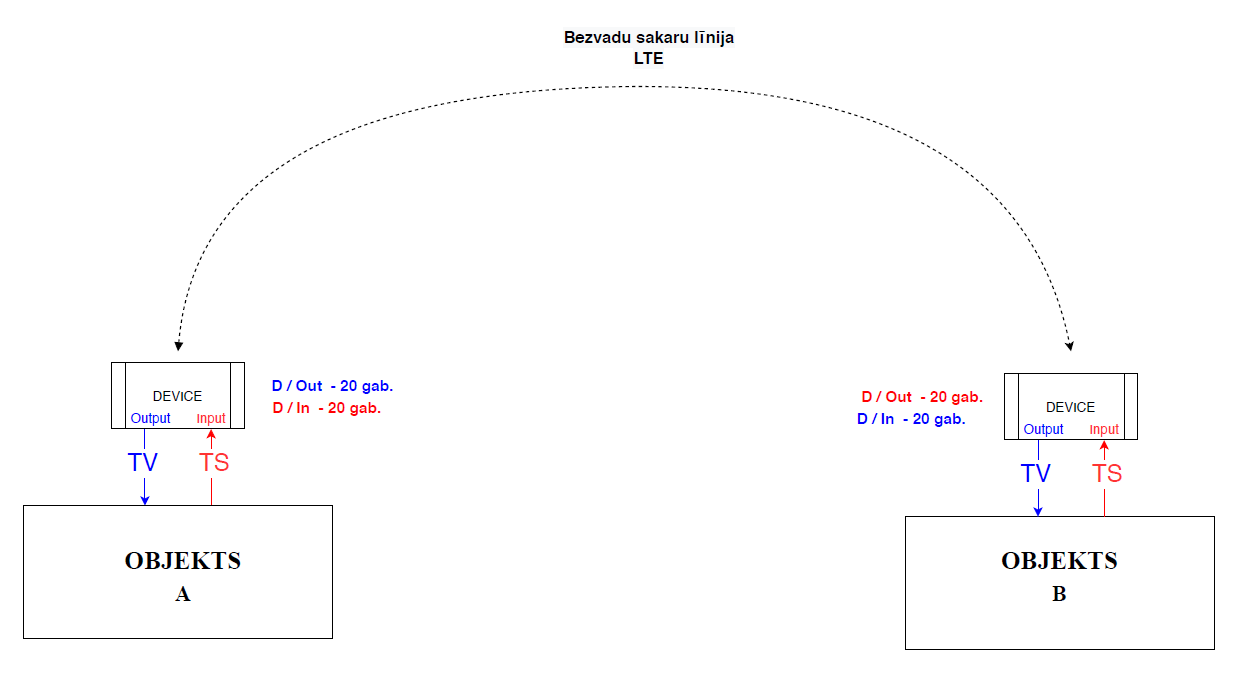 Bezvadu sakaru līnija
LTE
DEVICE
Output Input
D / Out - 20 gab.
D / In - 20 gab.
TV TS
OBJEKTS
A
D / Out - 20 gab.
D / In - 20 gab.
DEVICE
Output Input
TV TS
OBJEKTS
B